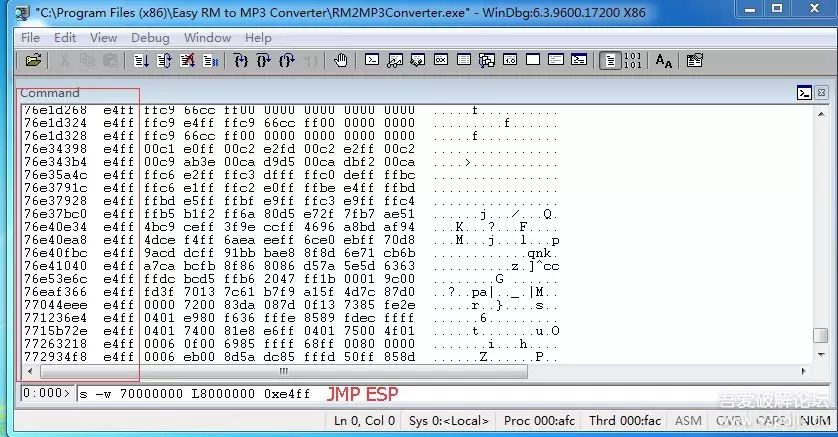 "C:\Program Files (x86)\Easy RM to MP3 Converter\RM2MP3Converter.exe" - WinDbg:6.3.9600.17200 X86
File Edit View Debug Window Help
Command
76e1d268 e4ff ffc9 66cc ff00 0000 0000 0000 0000 .....f..........
76e1d324 e4ff ffc9 e4ff ffc9 66cc ff00 0000 0000 .........f......
76e1d328 e4ff ffc9 66cc ff00 0000 0000 0000 0000 .....f..........
76e34398 e4ff 00c1 e0ff 00c2 e2fd 00c2 e2ff 00c2 ................
76e343b4 e4ff 00c9 ab3e 00ca d9d5 00ca dbf2 00ca ....>...........
76e35a4c e4ff ffc6 e2ff ffc3 dfff ffc0 deff ffbc ................
76e3791c e4ff ffc6 e1ff ffc2 e0ff ffbe e4ff ffbd ................
76e37928 e4ff ffbd e5ff ffbf e9ff ffc3 e9ff ffc4 ................
76e37bc0 e4ff ffb5 b1f2 ff6a 80d5 e72f 7fb7 ae51 ......j.../...Q.
76e40e34 e4ff 4bc9 ceff 3f9e ccff 4696 a8bd af94 ...K...?...F....
76e40ea8 e4ff 4dce f4ff 6aea eeff 6ce0 ebff 70d8 ...M...j...l...p
76e40fbc e4ff 9acd dcff 91bb bae8 8f8d 6e71 cb6b ............qnk.
76e41040 e4ff a7ca bcfb 8f86 8086 d57a 5e5d 6363 ..........z.]^cc
76e53e6c e4ff ffdc bcd5 ffb6 2047 ff1b 0001 9c00 ........G ......
76eaf366 e4ff fd3f 7013 7c61 b7f9 a15f 4d7c 87d0 ..?..pa|.._.|M..
77044eee e4ff 0000 7200 83da 087d 0f13 7385 fe2e .....r..}....s..
771236e4 e4ff 0401 e980 f636 fffe 8589 fdec ffff ......6.........
7715b72e e4ff 0401 7400 81e8 e6ff 0401 7500 4f01 .....t.......u.O
77263218 e4ff 0006 0f00 6985 ffff 68ff 0080 0000 ......i...h.....
772934f8 e4ff 0006 eb00 8d5a dc85 fffd 50ff 858d ......Z.....P...
0:000> s -w 70000000 L8000000 0xe4ff JMP ESP
Ln 0, Col 0 Sys 0:<Local> Proc 000:afc Thrd 000:fac ASM OVR CAPS NUM
吾爱破解论坛